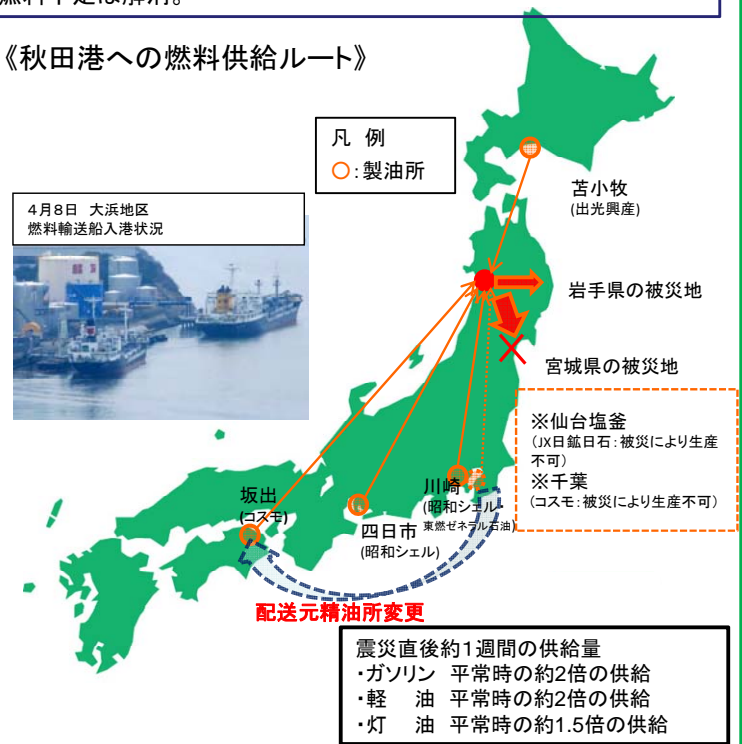 燃料不足は解消。
《秋田港への燃料供給ルート》
凡 例
○:製油所
4月8日 大浜地区
燃料輸送船入港状況
苫小牧
(出光興産)
岩手県の被災地
宮城県の被災地
※仙台塩釜
(JX日鉱日石:被災により生産
不可)
※千葉
(コスモ:被災により生産不可)
川崎
(昭和シェル・
東燃ゼネラル石油)
四日市
(昭和シェル)
坂出
(コスモ)
配送元精油所変更
震災直後約1週間の供給量
・ガソリン 平常時の約2倍の供給
・軽 油 平常時の約2倍の供給
・灯 油 平常時の約1.5倍の供給